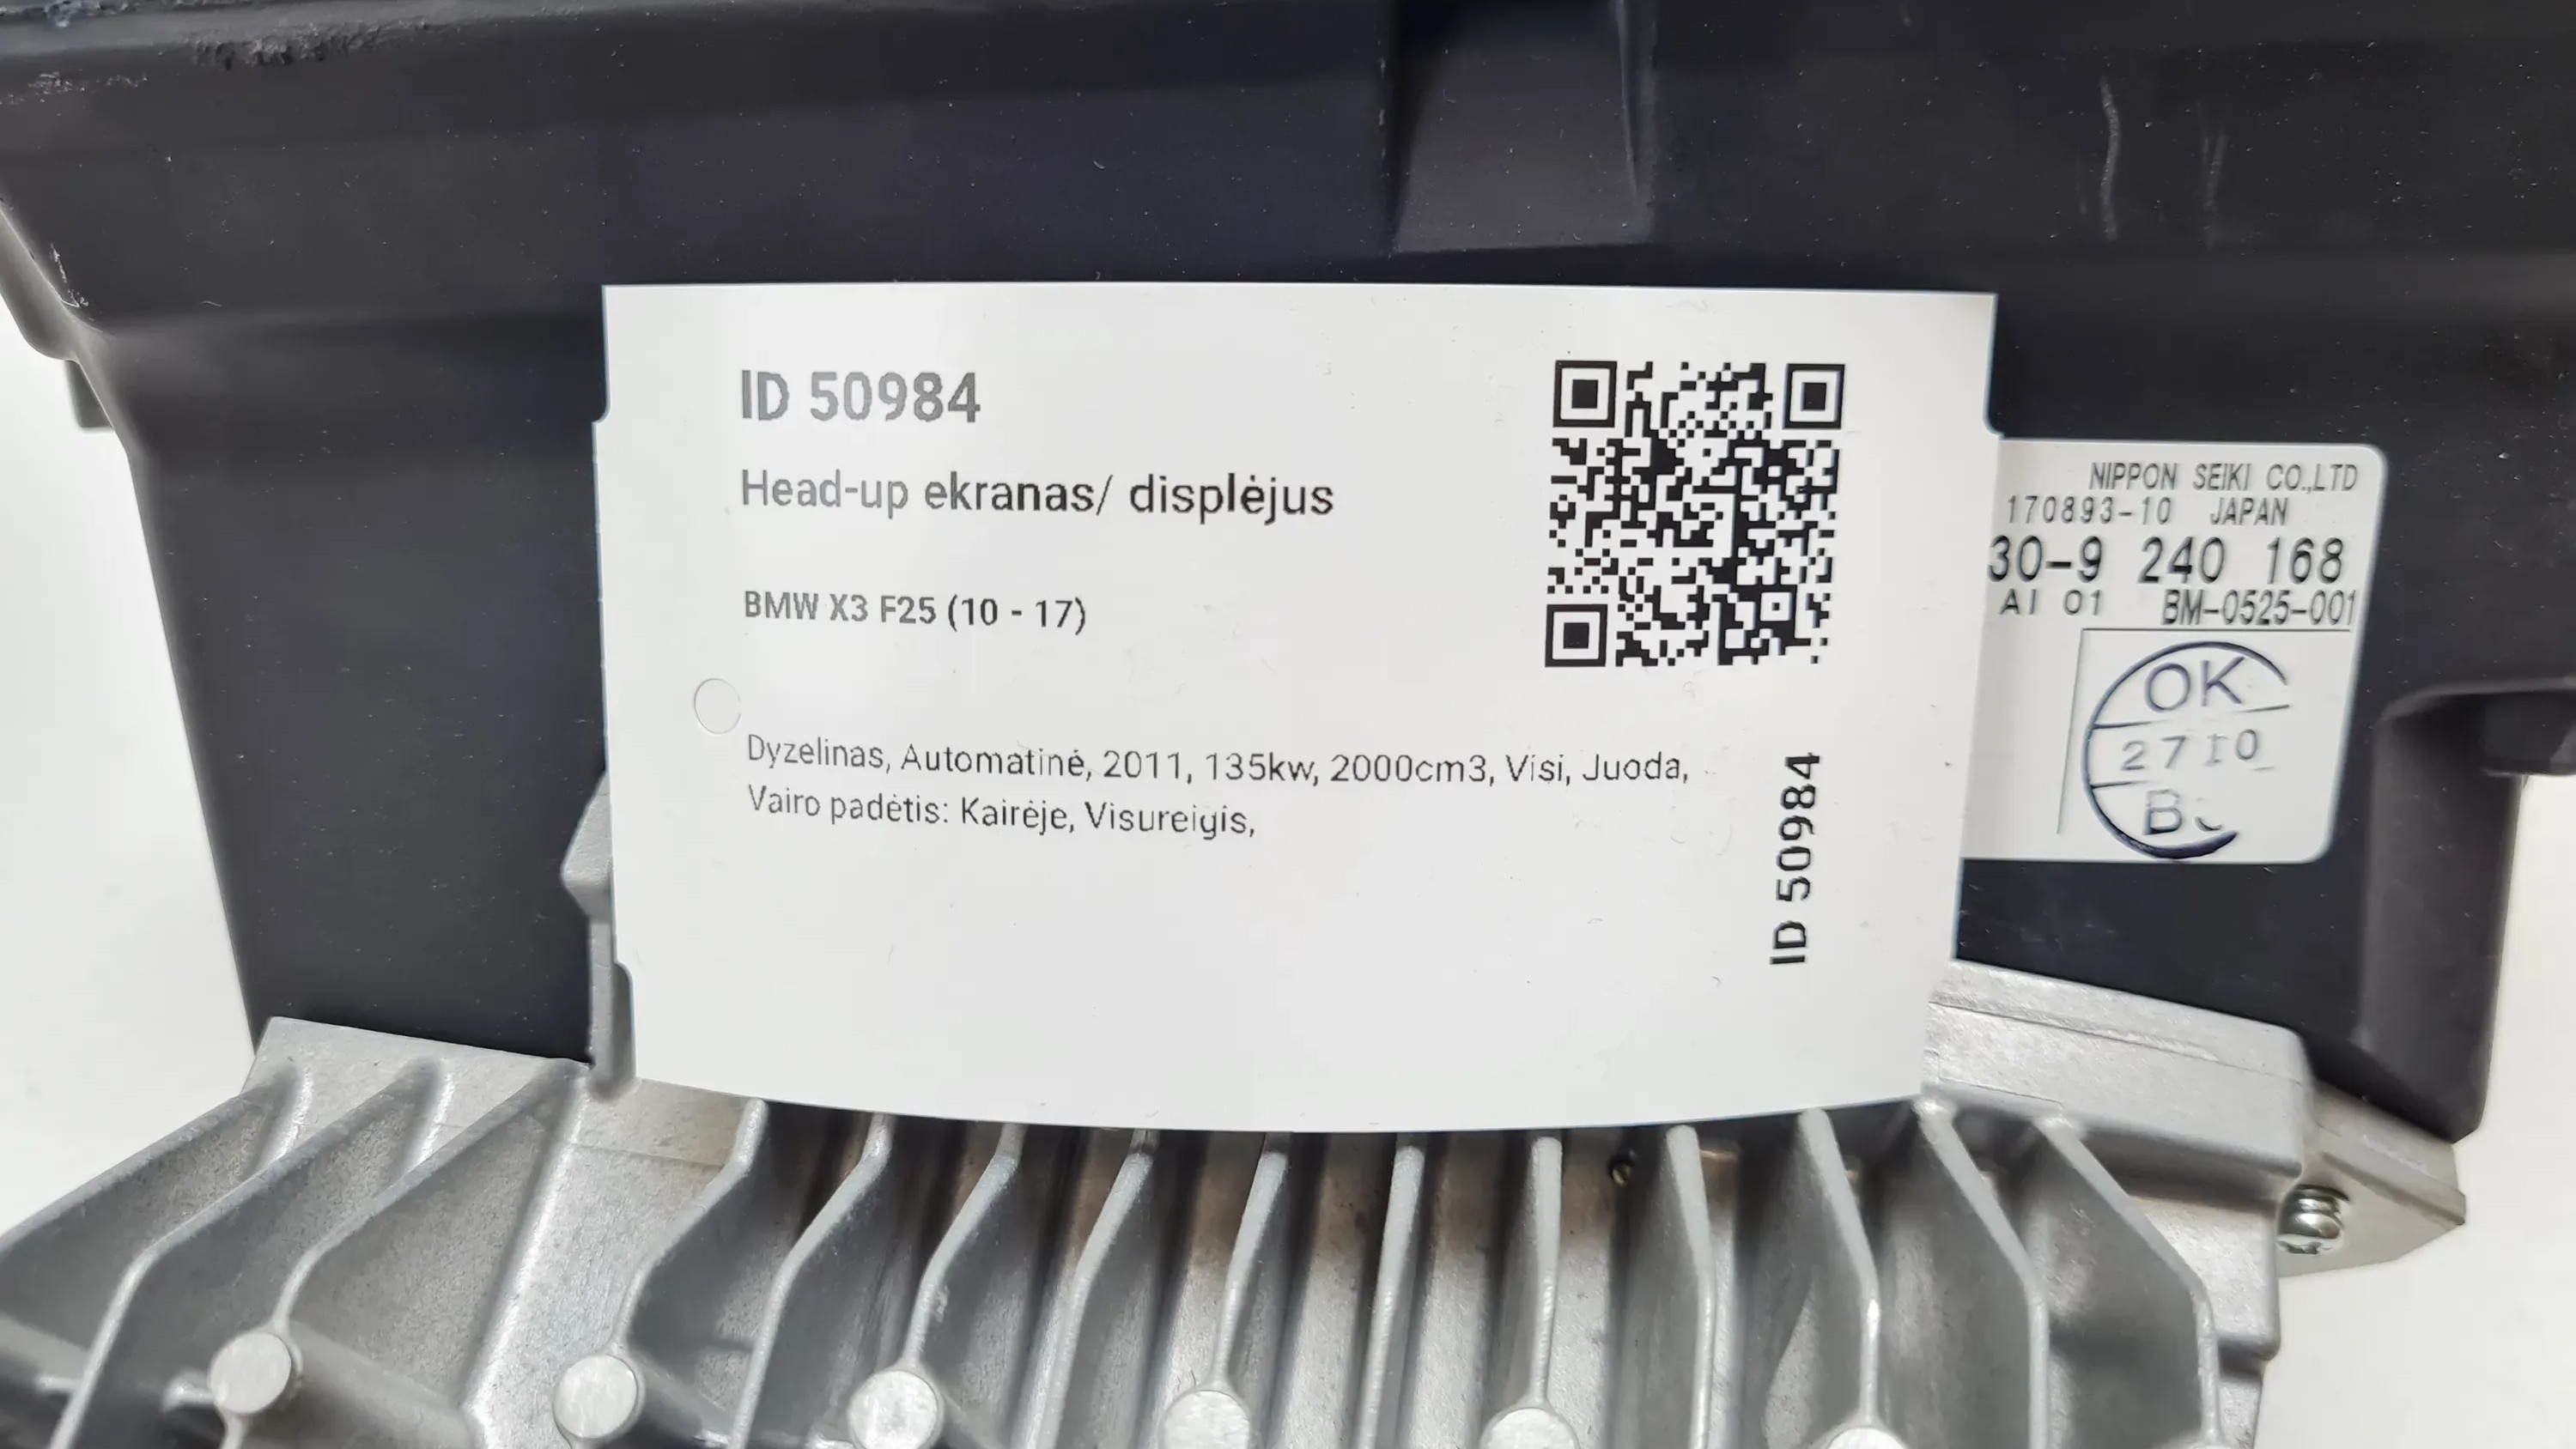 ID 50984
Head-up ekranas/ displėjus
BMW X3 F25 (10 - 17)
Dyzelinas, Automatinė, 2011, 135kw, 2000cm3, Visi, Juoda,
Vairo padėtis: Kairėje, Visureigis,
ID 50984
NIPPON SEIKI CO.,LTD
170893-10 JAPAN
30-9 240 168
AI 01 BM-0525-001
OK
2710